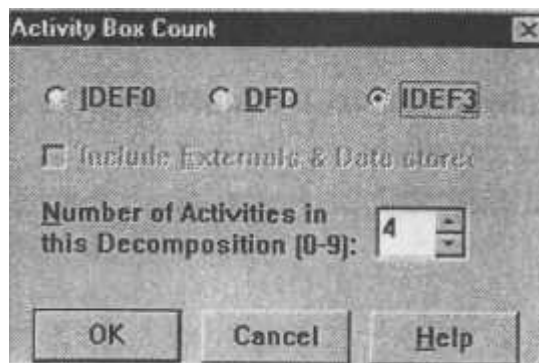 Activity Box Count
IDEF0 DFD IDEF3
Include Externals & Data stores
Number of Activities in
this Decomposition (0-9): 4
OK Cancel Help